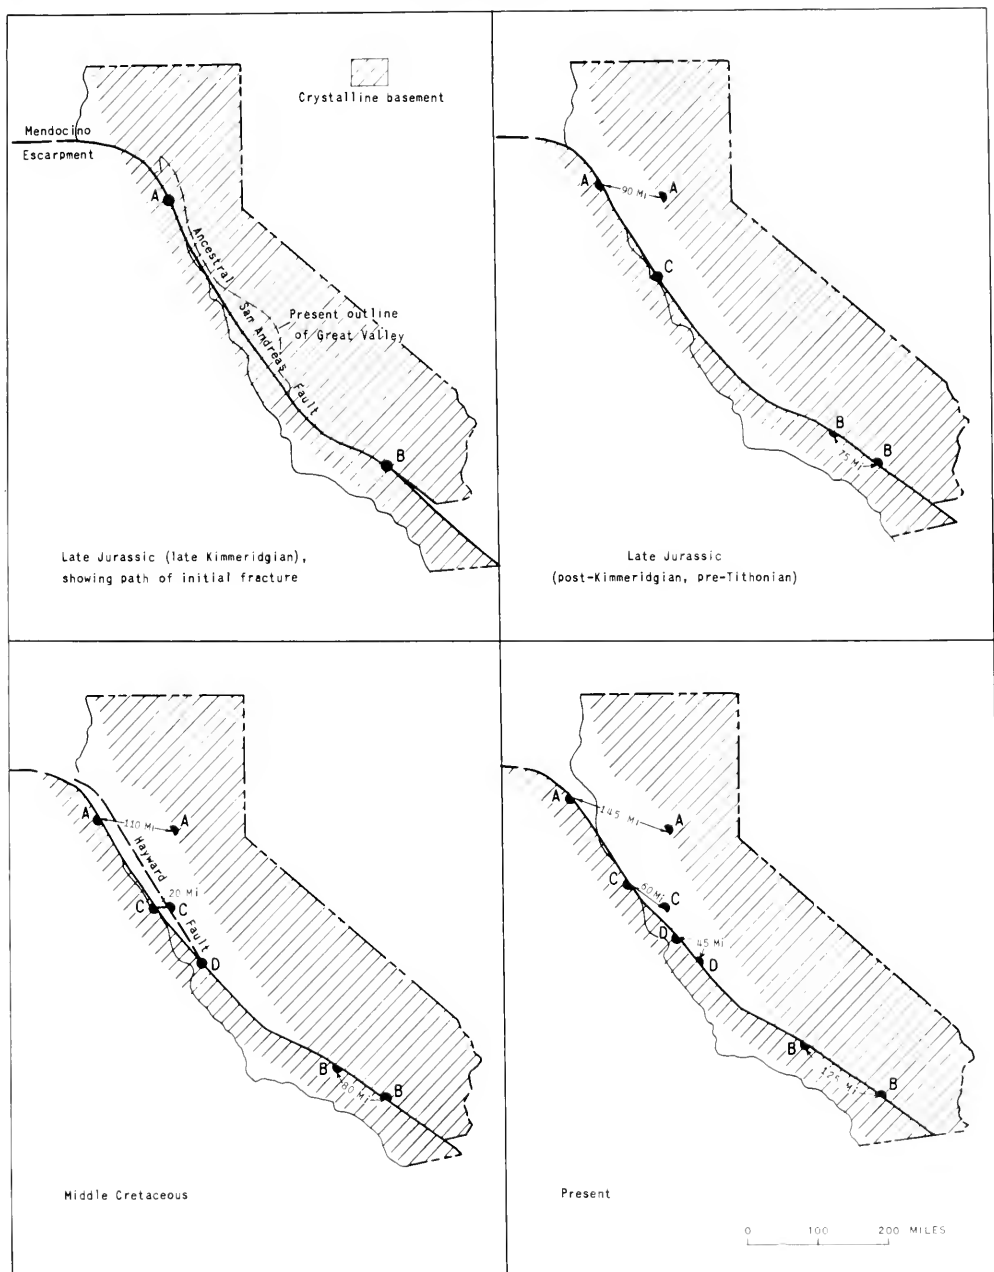 Crystalline basement
Mendocino
Escarpment
A
Ancestral
San Andreas
Fault
Present outline
of Great Valley
B
Late Jurassic (late Kimmeridgian),
showing path of initial fracture
A
90 Mi
A
C
B
75 Mi
B
Late Jurassic
(post-Kimmeridgian, pre-Tithonian)
A
110 Mi
A
Hayward
Fault
20 Mi
C
C
D
B
80 Mi
B
Middle Cretaceous
A
145 Mi
A
C
60 Mi
C
D
45 Mi
D
B
125 Mi
B
Present
0 100 200 MILES